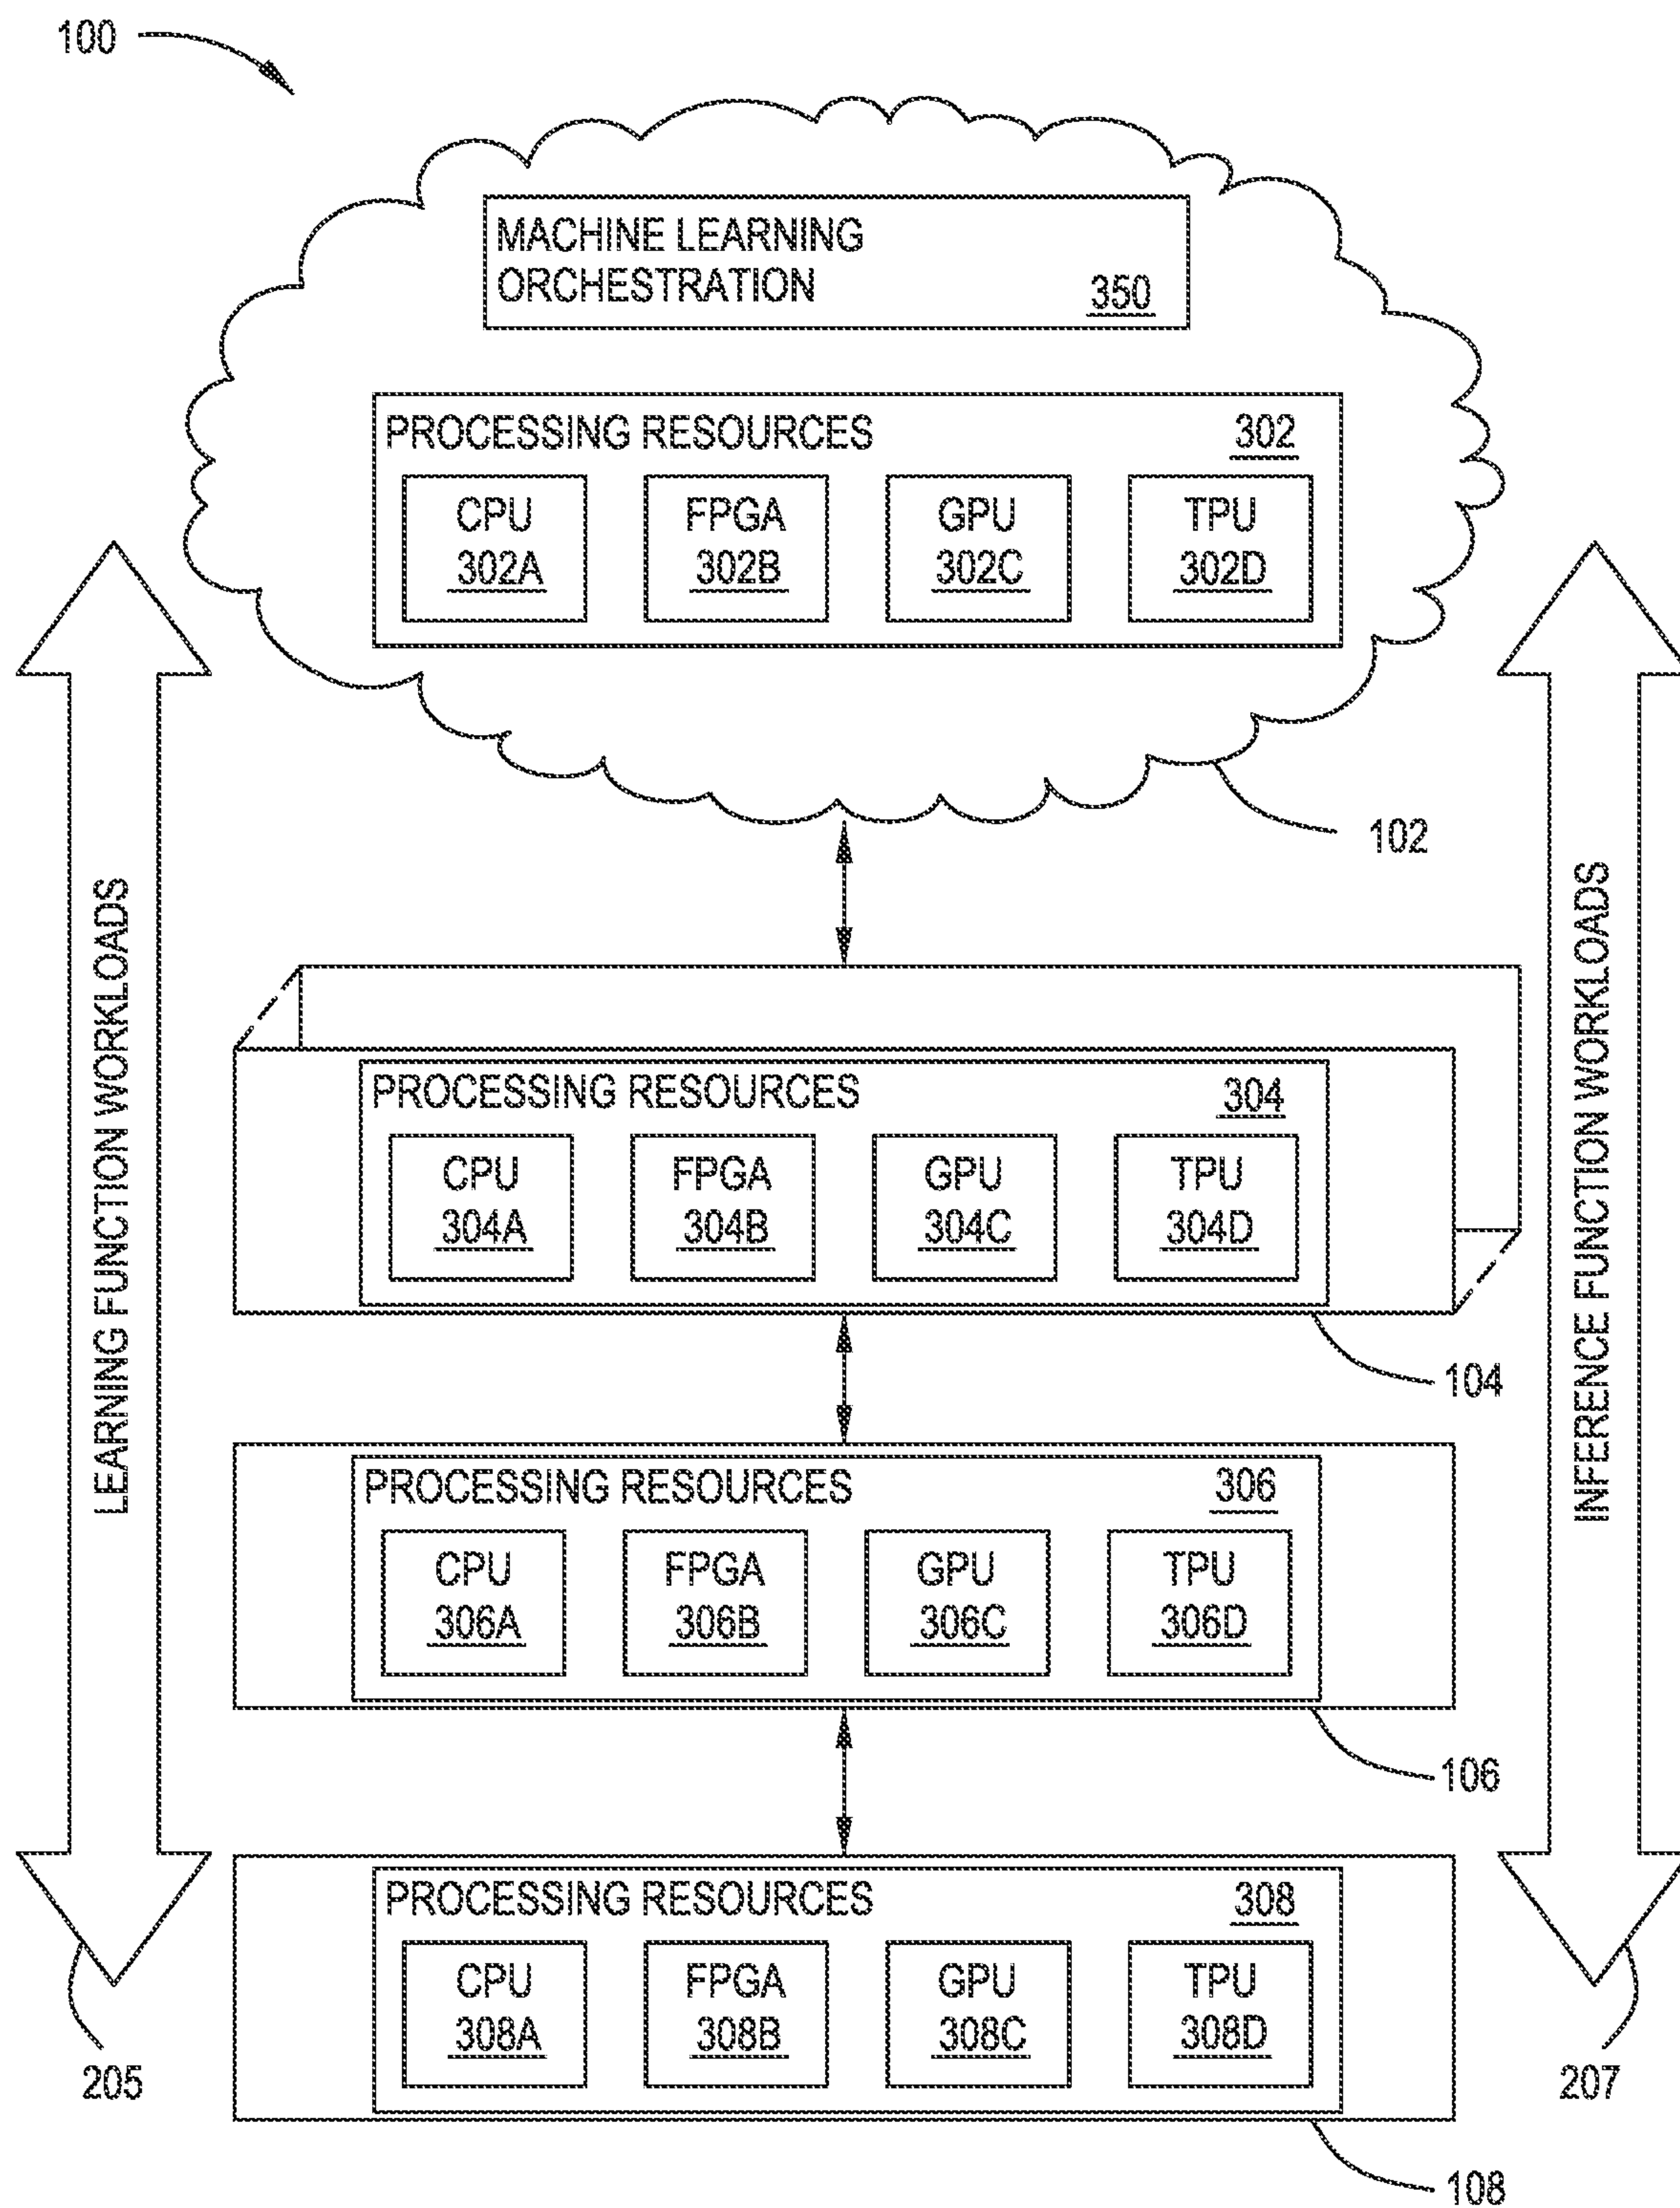 100
MACHINE LEARNING
ORCHESTRATION 350
PROCESSING RESOURCES 302
CPU FPGA GPU TPU
302A 302B 302C 302D
102
LEARNING FUNCTION WORKLOADS
INFERENCE FUNCTION WORKLOADS
PROCESSING RESOURCES 304
CPU FPGA GPU TPU
304A 304B 304C 304D
104
PROCESSING RESOURCES 306
CPU FPGA GPU TPU
306A 306B 306C 306D
106
PROCESSING RESOURCES 308
CPU FPGA GPU TPU
308A 308B 308C 308D
205
207
108